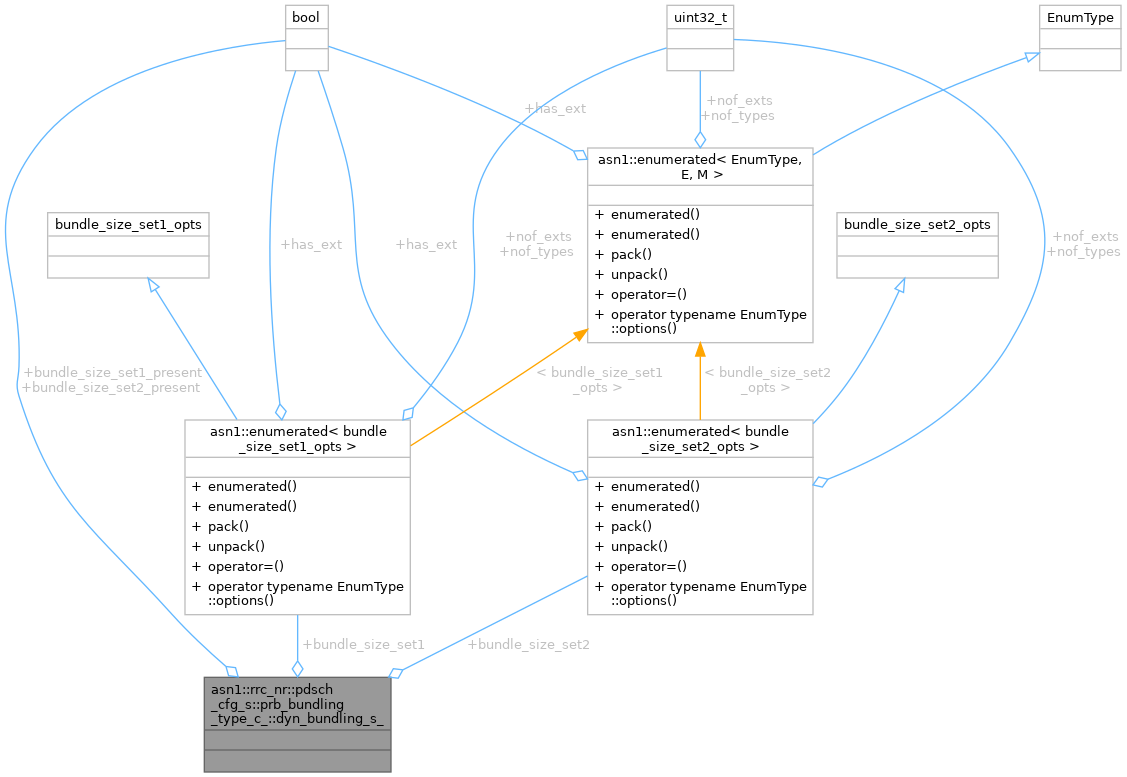 bool
uint32_t
EnumType
+has_ext
+nof_exts
+nof_types
asn1::enumerated< EnumType,
E, M >
+ enumerated()
+ enumerated()
+ pack()
+ unpack()
+ operator=()
+ operator typename EnumType
::options()
bundle_size_set1_opts
bundle_size_set2_opts
+has_ext
+has_ext
+nof_exts
+nof_types
+nof_exts
+nof_types
+bundle_size_set1_present
+bundle_size_set2_present
< bundle_size_set1
_opts >
< bundle_size_set2
_opts >
asn1::enumerated< bundle
_size_set1_opts >
+ enumerated()
+ enumerated()
+ pack()
+ unpack()
+ operator=()
+ operator typename EnumType
::options()
asn1::enumerated< bundle
_size_set2_opts >
+ enumerated()
+ enumerated()
+ pack()
+ unpack()
+ operator=()
+ operator typename EnumType
::options()
+bundle_size_set1
+bundle_size_set2
asn1::rrc_nr::pdsch
_cfg_s::prb_bundling
_type_c_::dyn_bundling_s_